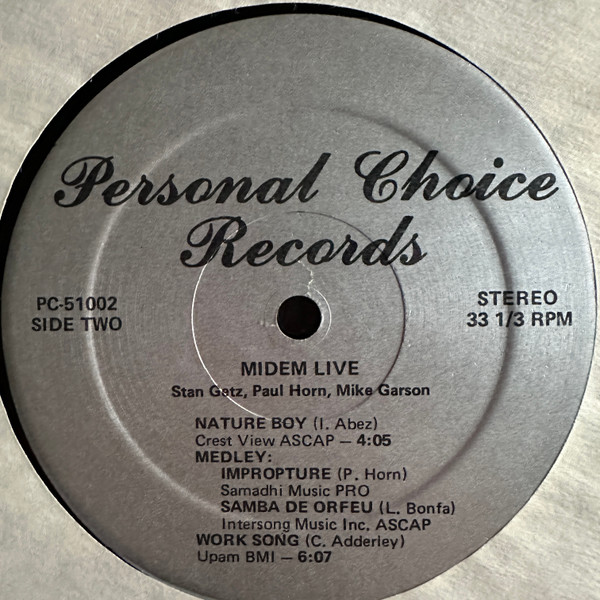 Personal Choice
Records
PC-51002
SIDE TWO
STEREO
33 1/3 RPM
MIDEM LIVE
Stan Getz, Paul Horn, Mike Garson
NATURE BOY (I. Abez)
Crest View ASCAP — 4:05
MEDLEY:
IMPROPTURE (P. Horn)
Samadhi Music PRO
SAMBA DE ORFEU (L. Bonfa)
Intersong Music Inc. ASCAP
WORK SONG (C. Adderley)
Upam BMI — 6:07